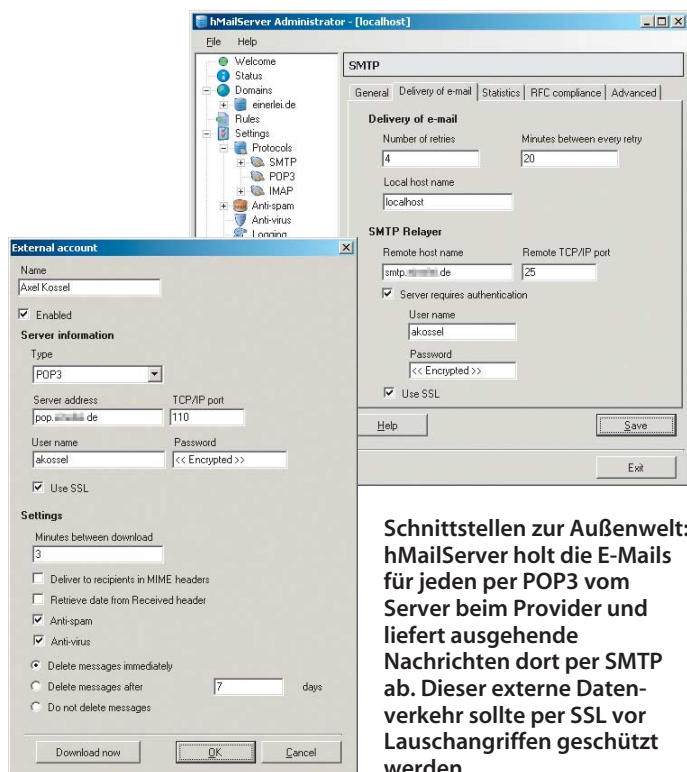 hMailServer Administrator - [localhost]
File Help
Welcome
Status
Domains
einerlei.de
Rules
Settings
Protocols
SMTP
POP3
IMAP
Anti-spam
Anti-virus
Logging
SMTP
General Delivery of e-mail Statistics RFC compliance Advanced
Delivery of e-mail
Number of retries Minutes between every retry
4 20
Local host name
localhost
SMTP Relayer
Remote host name Remote TCP/IP port
smtp. .de 25
Server requires authentication
User name
akossel
Password
<< Encrypted >>
Use SSL
Help Save
Exit
External account
Name
Axel Kossel
Enabled
Server information
Type
POP3
Server address TCP/IP port
pop. de 110
User name Password
akossel << Encrypted >>
Use SSL
Settings
Minutes between download
3
Deliver to recipients in MIME headers
Retrieve date from Received header
Anti-spam
Anti-virus
Delete messages immediately
Delete messages after 7 days
Do not delete messages
Download now OK Cancel
Schnittstellen zur Außenwelt:
hMailServer holt die E-Mails
für jeden per POP3 vom
Server beim Provider und
liefert ausgehende
Nachrichten dort per SMTP
ab. Dieser externe Daten-
verkehr sollte per SSL vor
Lauschangriffen geschützt
werden